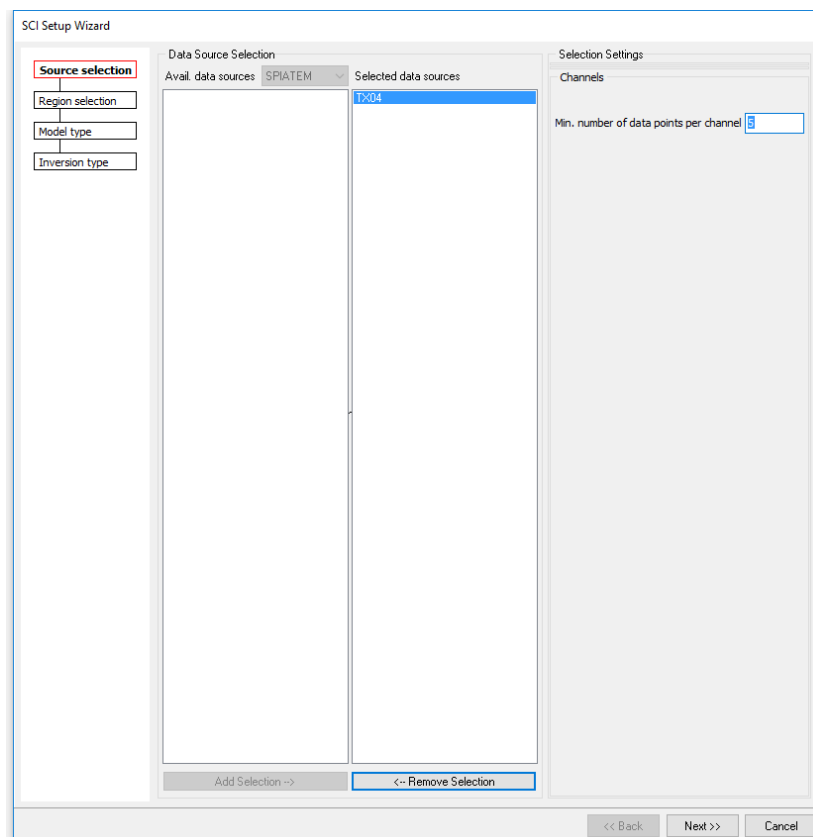 SCI Setup Wizard
Source selection
Region selection
Model type
Inversion type
Data Source Selection
Avail. data sources SPIATEM Selected data sources
TX04
Add Selection -->
<-- Remove Selection
Selection Settings
Channels
Min. number of data points per channel 5
<< Back Next >> Cancel